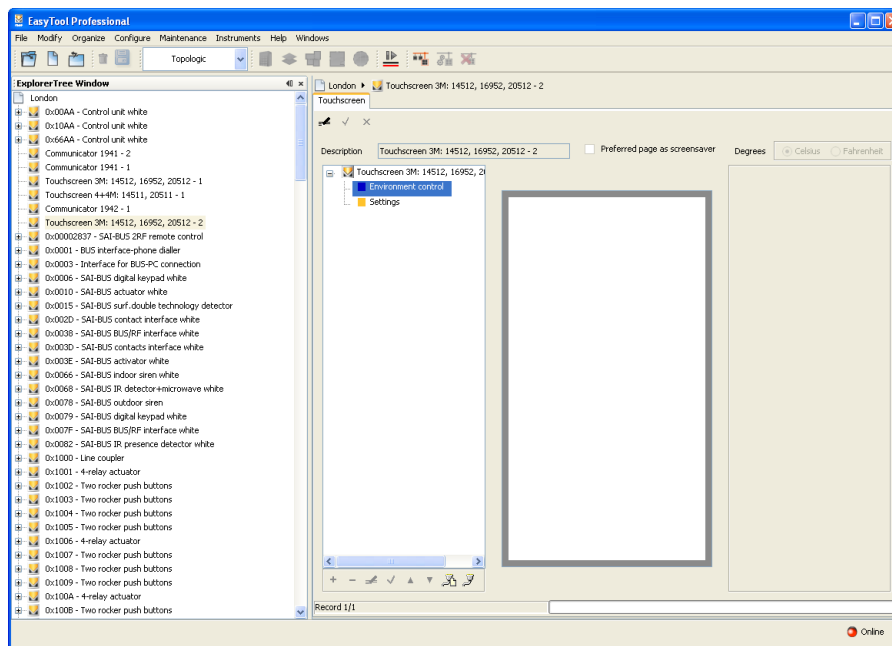 EasyTool Professional
File Modify Organize Configure Maintenance Instruments Help Windows
Topologic
ExplorerTree Window
London
0x00AA - Control unit white
0x10AA - Control unit white
0x66AA - Control unit white
Communicator 1941 - 2
Communicator 1941 - 1
Touchscreen 3M: 14512, 16952, 20512 - 1
Touchscreen 4+4M: 14511, 20511 - 1
Communicator 1942 - 1
Touchscreen 3M: 14512, 16952, 20512 - 2
0x00002837 - SAI-BUS 2RF remote control
0x0001 - BUS interface-phone dialler
0x0003 - Interface for BUS-PC connection
0x0006 - SAI-BUS digital keypad white
0x0010 - SAI-BUS actuator white
0x0015 - SAI-BUS surf.double technology detector
0x002D - SAI-BUS contact interface white
0x0038 - SAI-BUS BUS/RF interface white
0x003D - SAI-BUS contacts interface white
0x003E - SAI-BUS activator white
0x0066 - SAI-BUS indoor siren white
0x0068 - SAI-BUS IR detector+microwave white
0x0078 - SAI-BUS outdoor siren
0x0079 - SAI-BUS digital keypad white
0x007F - SAI-BUS BUS/RF interface white
0x0082 - SAI-BUS IR presence detector white
0x1000 - Line coupler
0x1001 - 4-relay actuator
0x1002 - Two rocker push buttons
0x1003 - Two rocker push buttons
0x1004 - Two rocker push buttons
0x1005 - Two rocker push buttons
0x1006 - 4-relay actuator
0x1007 - Two rocker push buttons
0x1008 - Two rocker push buttons
0x1009 - Two rocker push buttons
0x100A - 4-relay actuator
0x100B - Two rocker push buttons
London Touchscreen 3M: 14512, 16952, 20512 - 2
Touchscreen
Description Touchscreen 3M: 14512, 16952, 20512 - 2 Preferred page as screensaver Degrees Celsius Fahrenheit
Touchscreen 3M: 14512, 16952, 2
Environment control
Settings
Record 1/1
Online